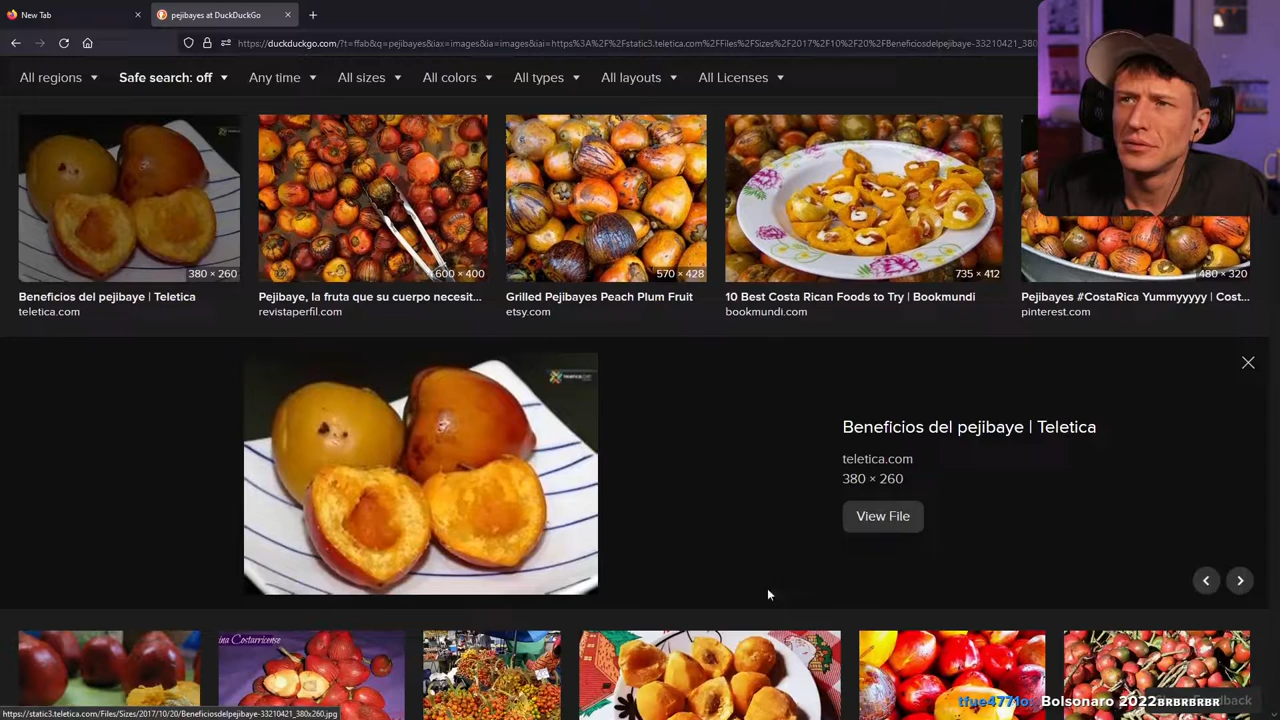 New Tab
pejibayes at DuckDuckGo
https://duckduckgo.com/?t=ffab&q=pejibayes&iax=images&ia=images&iai=https%3A%2F%2Fstatic3.teletica.com%2FFiles%2FSizes%2F2017%2F10%2F20%2FBeneficiosdelpejibaye-33210421_380
All regions
Safe search: off
Any time
All sizes
All colors
All types
All layouts
All Licenses
380 × 260
600 × 400
570 × 428
735 × 412
480 × 320
Beneficios del pejibaye | Teletica
Pejibaye, la fruta que su cuerpo necesit...
Grilled Pejibayes Peach Plum Fruit
10 Best Costa Rican Foods to Try | Bookmundi
Pejibayes #CostaRica Yummyyyyy | Cost...
teletica.com
revistaperfil.com
etsy.com
bookmundi.com
pinterest.com
Beneficios del pejibaye | Teletica
teletica.com
380 × 260
View File
Costarricense
tfue4771o: Bolsonaro 2022BRBRBRBR
Feedback
https://static3.teletica.com/Files/Sizes/2017/10/20/Beneficiosdelpejibaye-33210421_380x260.jpg